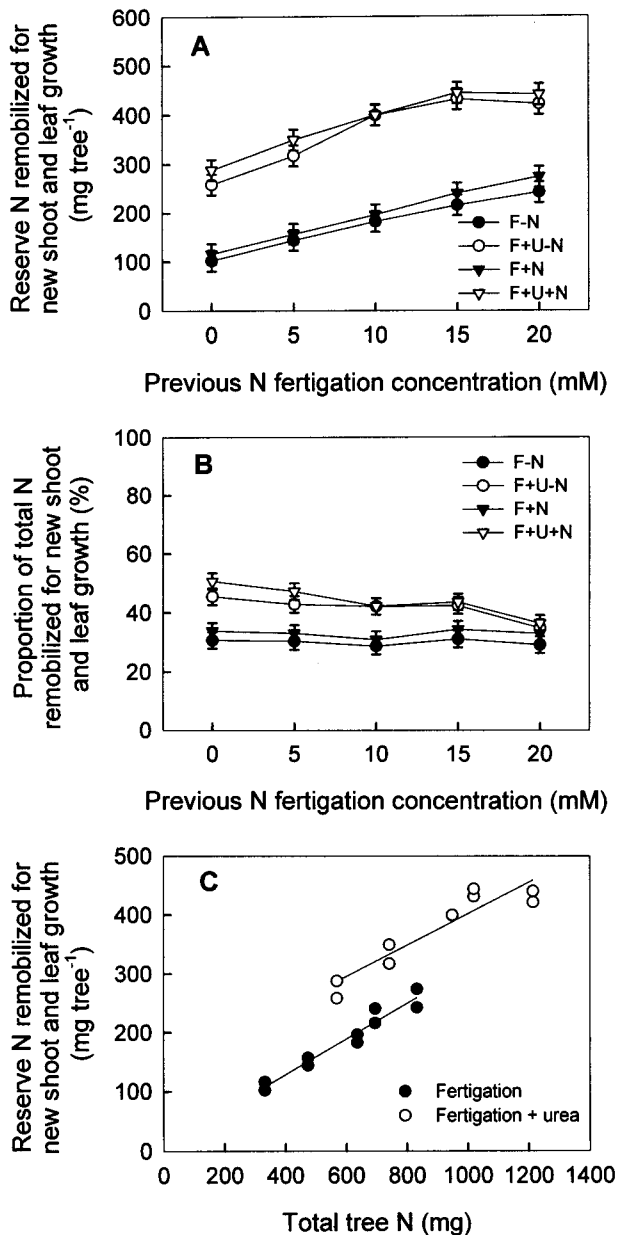 A
Reserve N remobilized for
new shoot and leaf growth
(mg tree⁻¹)
600
500
400
300
200
100
0
F-N
F+U-N
F+N
F+U+N
0 5 10 15 20
Previous N fertigation concentration (mM)
B
Proportion of total N
remobilized for new shoot
and leaf growth (%)
100
80
60
40
20
0
F-N
F+U-N
F+N
F+U+N
0 5 10 15 20
Previous N fertigation concentration (mM)
C
Reserve N remobilized for
new shoot and leaf growth
(mg tree⁻¹)
500
400
300
200
100
0
Fertigation
Fertigation + urea
0 200 400 600 800 1000 1200 1400
Total tree N (mg)